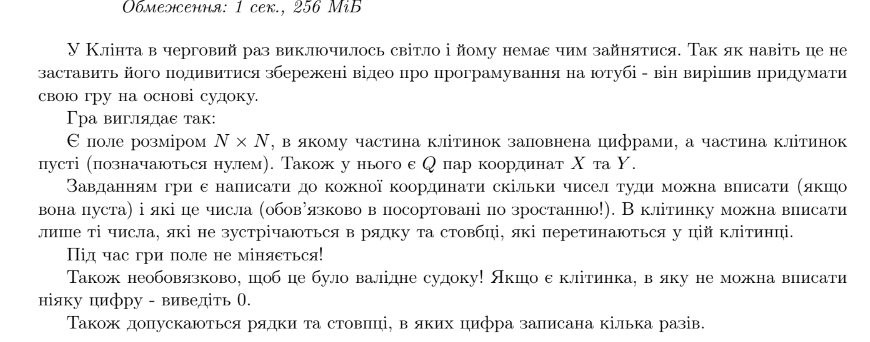 Обмеження: 1 сек., 256 МіБ
У Клінта в черговий раз виключилось світло і йому немає чим зайнятися. Так як навіть це не
заставить його подивитися збережені відео про програмування на ютубі - він вирішив придумати
свою гру на основі судоку.
Гра виглядає так:
Є поле розміром N × N, в якому частина клітинок заповнена цифрами, а частина клітинок
пусті (позначаються нулем). Також у нього є Q пар координат X та Y.
Завданням гри є написати до кожної координати скільки чисел туди можна вписати (якщо
вона пуста) і які це числа (обов'язково в посортовані по зростанню!). В клітинку можна вписати
лише ті числа, які не зустрічаються в рядку та стовбці, які перетинаються у цій клітинці.
Під час гри поле не міняється!
Також необовязково, щоб це було валідне судоку! Якщо є клітинка, в яку не можна вписати
ніяку цифру - виведіть 0.
Також допускаються рядки та стовпці, в яких цифра записана кілька разів.